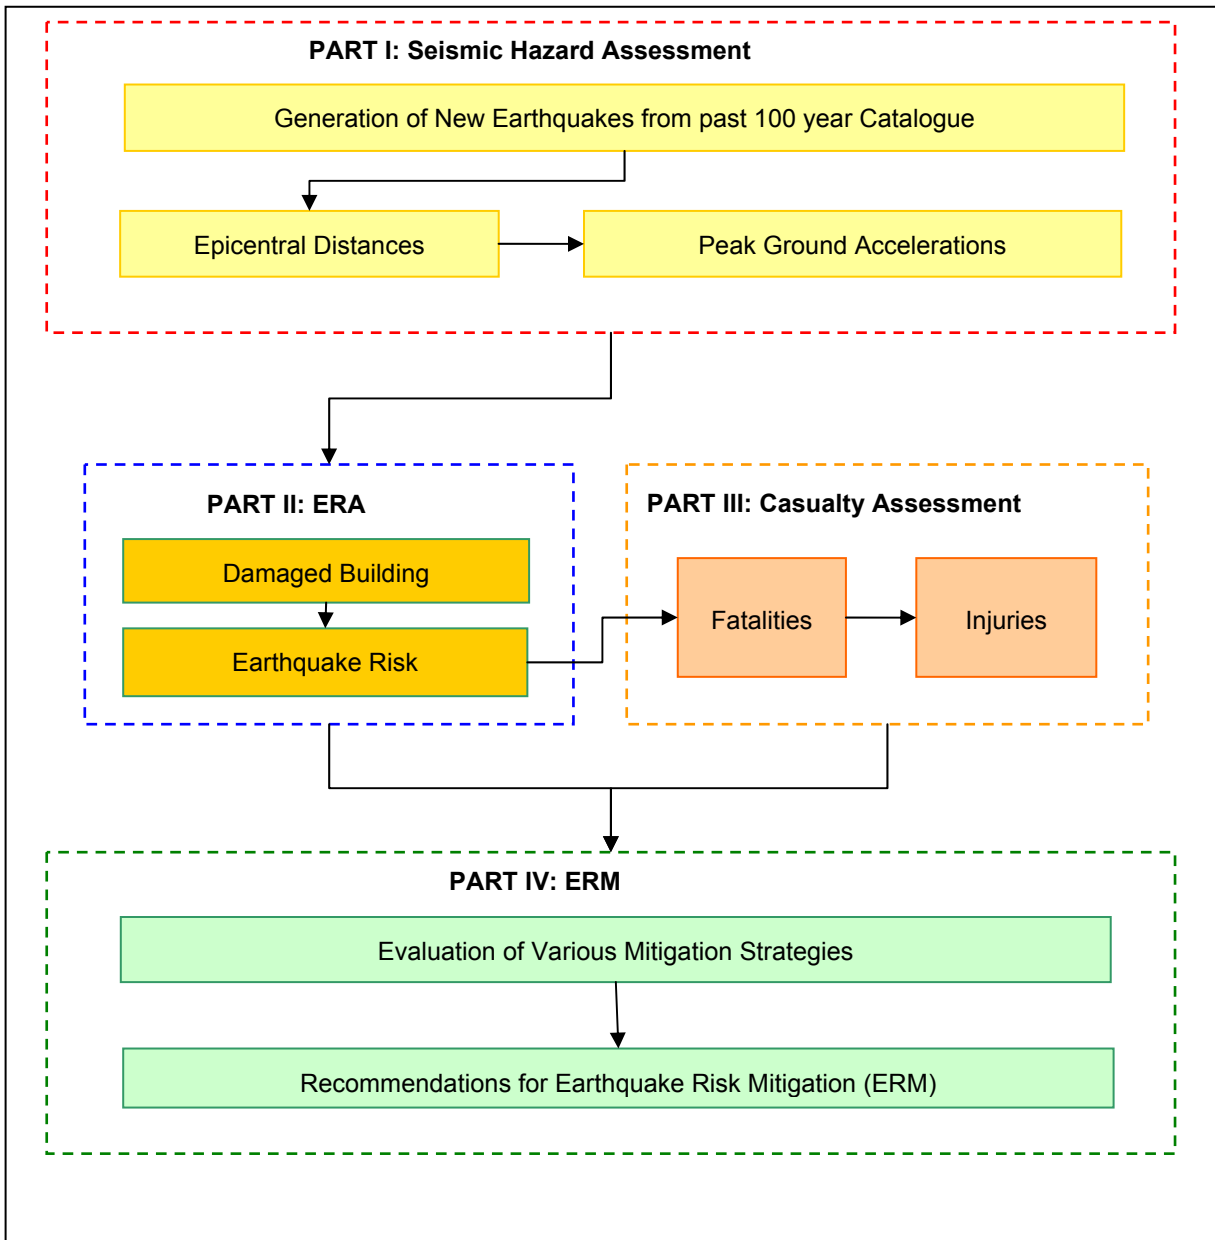 PART I: Seismic Hazard Assessment
Generation of New Earthquakes from past 100 year Catalogue
Epicentral Distances
Peak Ground Accelerations
PART II: ERA
Damaged Building
Earthquake Risk
PART III: Casualty Assessment
Fatalities
Injuries
PART IV: ERM
Evaluation of Various Mitigation Strategies
Recommendations for Earthquake Risk Mitigation (ERM)